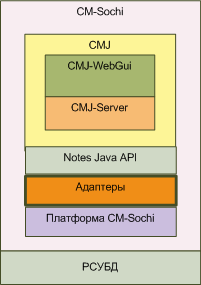 CM-Sochi
CMJ
CMJ-WebGui
CMJ-Server
Notes Java API
Адаптеры
Платформа CM-Sochi
РСУБД